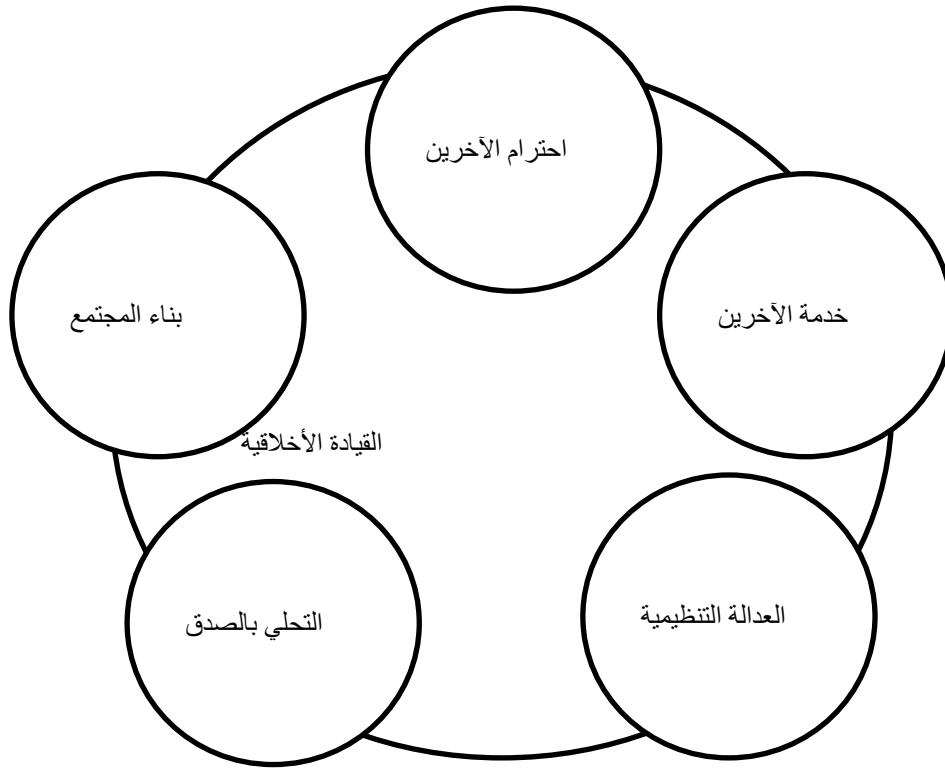 احترام الآخرين
خدمة الآخرين
بناء المجتمع
القيادة الأخلاقية
العدالة التنظيمية
التحلي بالصدق